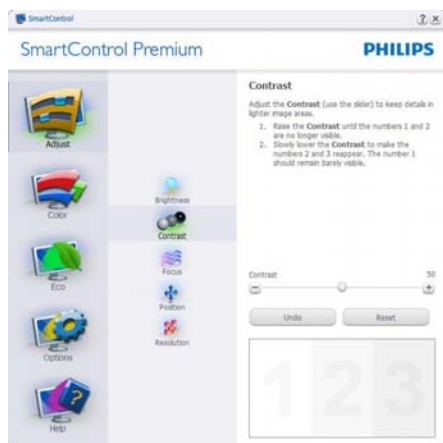 SmartControl
? x
SmartControl Premium
PHILIPS
Adjust
Color
Eco
Options
Help
Brightness
Contrast
Focus
Position
Resolution
Contrast
Adjust the Contrast (use the slider) to keep details in
lighter image areas.
1. Raise the Contrast until the numbers 1 and 2
are no longer visible.
2. Slowly lower the Contrast to make the
numbers 2 and 3 reappear. The number 1
should remain barely visible.
Contrast 50
Undo Reset
1 2 3